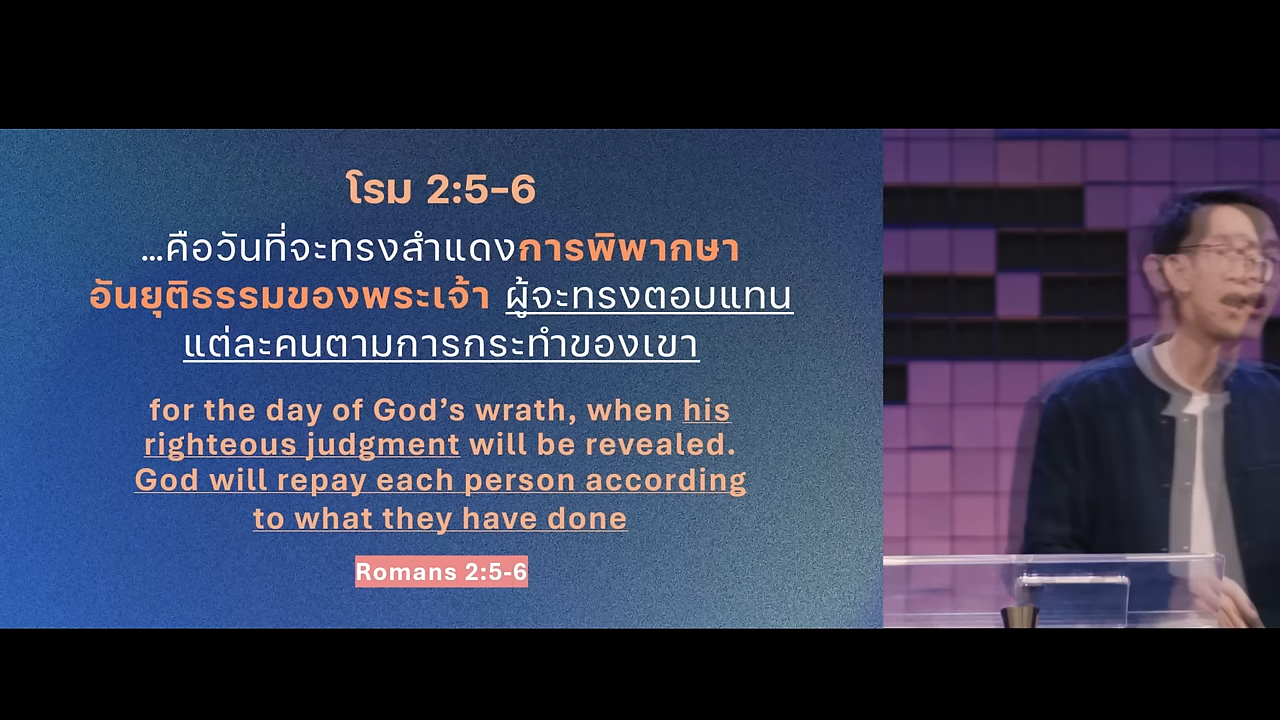 โรม 2:5-6
...คือวันที่จะทรงสำแดงการพิพากษา
อันยุติธรรมของพระเจ้า ผู้จะทรงตอบแทน
แต่ละคนตามการกระทำของเขา
for the day of God’s wrath, when his
righteous judgment will be revealed.
God will repay each person according
to what they have done
Romans 2:5-6